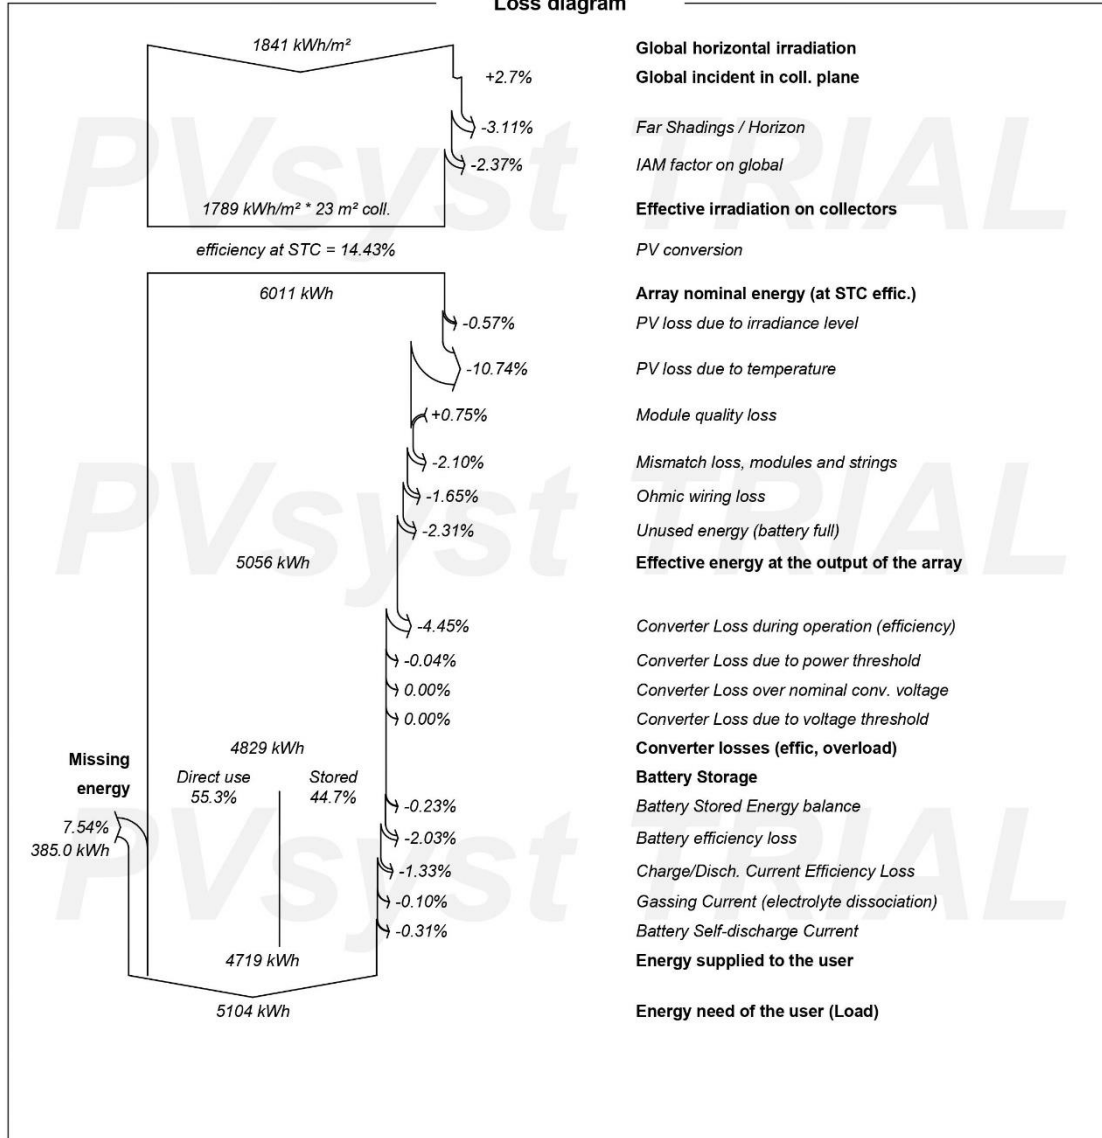 Loss diagram
1841 kWh/m² Global horizontal irradiation
+2.7% Global incident in coll. plane
-3.11% Far Shadings / Horizon
-2.37% IAM factor on global
1789 kWh/m² * 23 m² coll. Effective irradiation on collectors
efficiency at STC = 14.43% PV conversion
6011 kWh Array nominal energy (at STC effic.)
-0.57% PV loss due to irradiance level
-10.74% PV loss due to temperature
+0.75% Module quality loss
-2.10% Mismatch loss, modules and strings
-1.65% Ohmic wiring loss
-2.31% Unused energy (battery full)
5056 kWh Effective energy at the output of the array
-4.45% Converter Loss during operation (efficiency)
-0.04% Converter Loss due to power threshold
0.00% Converter Loss over nominal conv. voltage
0.00% Converter Loss due to voltage threshold
4829 kWh Converter losses (effic, overload)
Missing energy
Direct use Stored Battery Storage
55.3% 44.7%
-0.23% Battery Stored Energy balance
7.54%
-2.03% Battery efficiency loss
385.0 kWh
-1.33% Charge/Disch. Current Efficiency Loss
-0.10% Gassing Current (electrolyte dissociation)
-0.31% Battery Self-discharge Current
4719 kWh Energy supplied to the user
5104 kWh Energy need of the user (Load)
PVsyst TRIAL
PVsyst TRIAL
PVsyst TRIAL